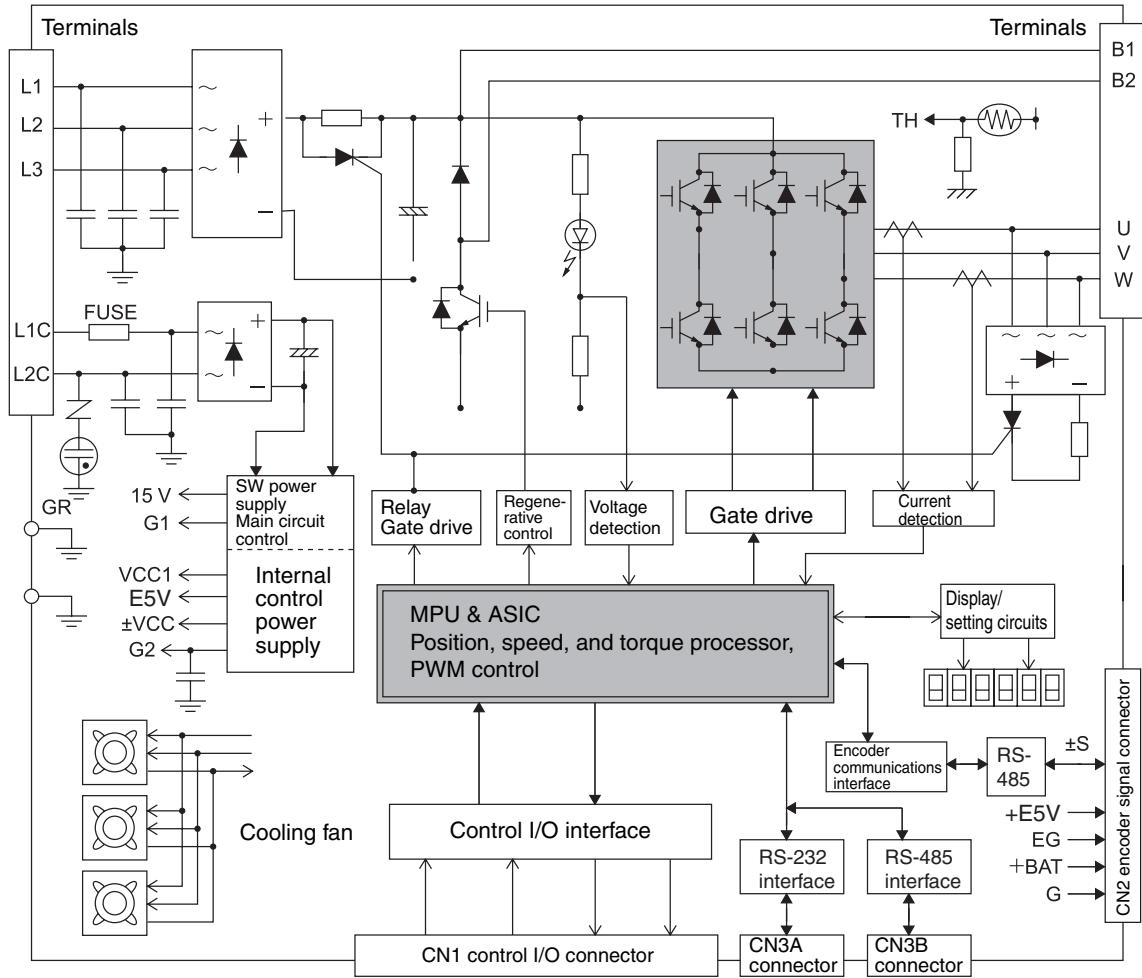 Terminals
Terminals
L1
L2
L3
L1C
L2C
FUSE
GR
+
−
+
−
B1
B2
TH
U
V
W
+
−
15 V
G1
VCC1
E5V
±VCC
G2
SW power
supply
Main circuit
control
Internal
control
power
supply
Relay
Gate drive
Regene-
rative
control
Voltage
detection
Gate drive
Current
detection
MPU & ASIC
Position, speed, and torque processor,
PWM control
Display/
setting circuits
Encoder
communications
interface
RS-
485
±S
+E5V
EG
+BAT
G
CN2 encoder signal connector
Cooling fan
Control I/O interface
RS-232
interface
RS-485
interface
CN1 control I/O connector
CN3A
connector
CN3B
connector